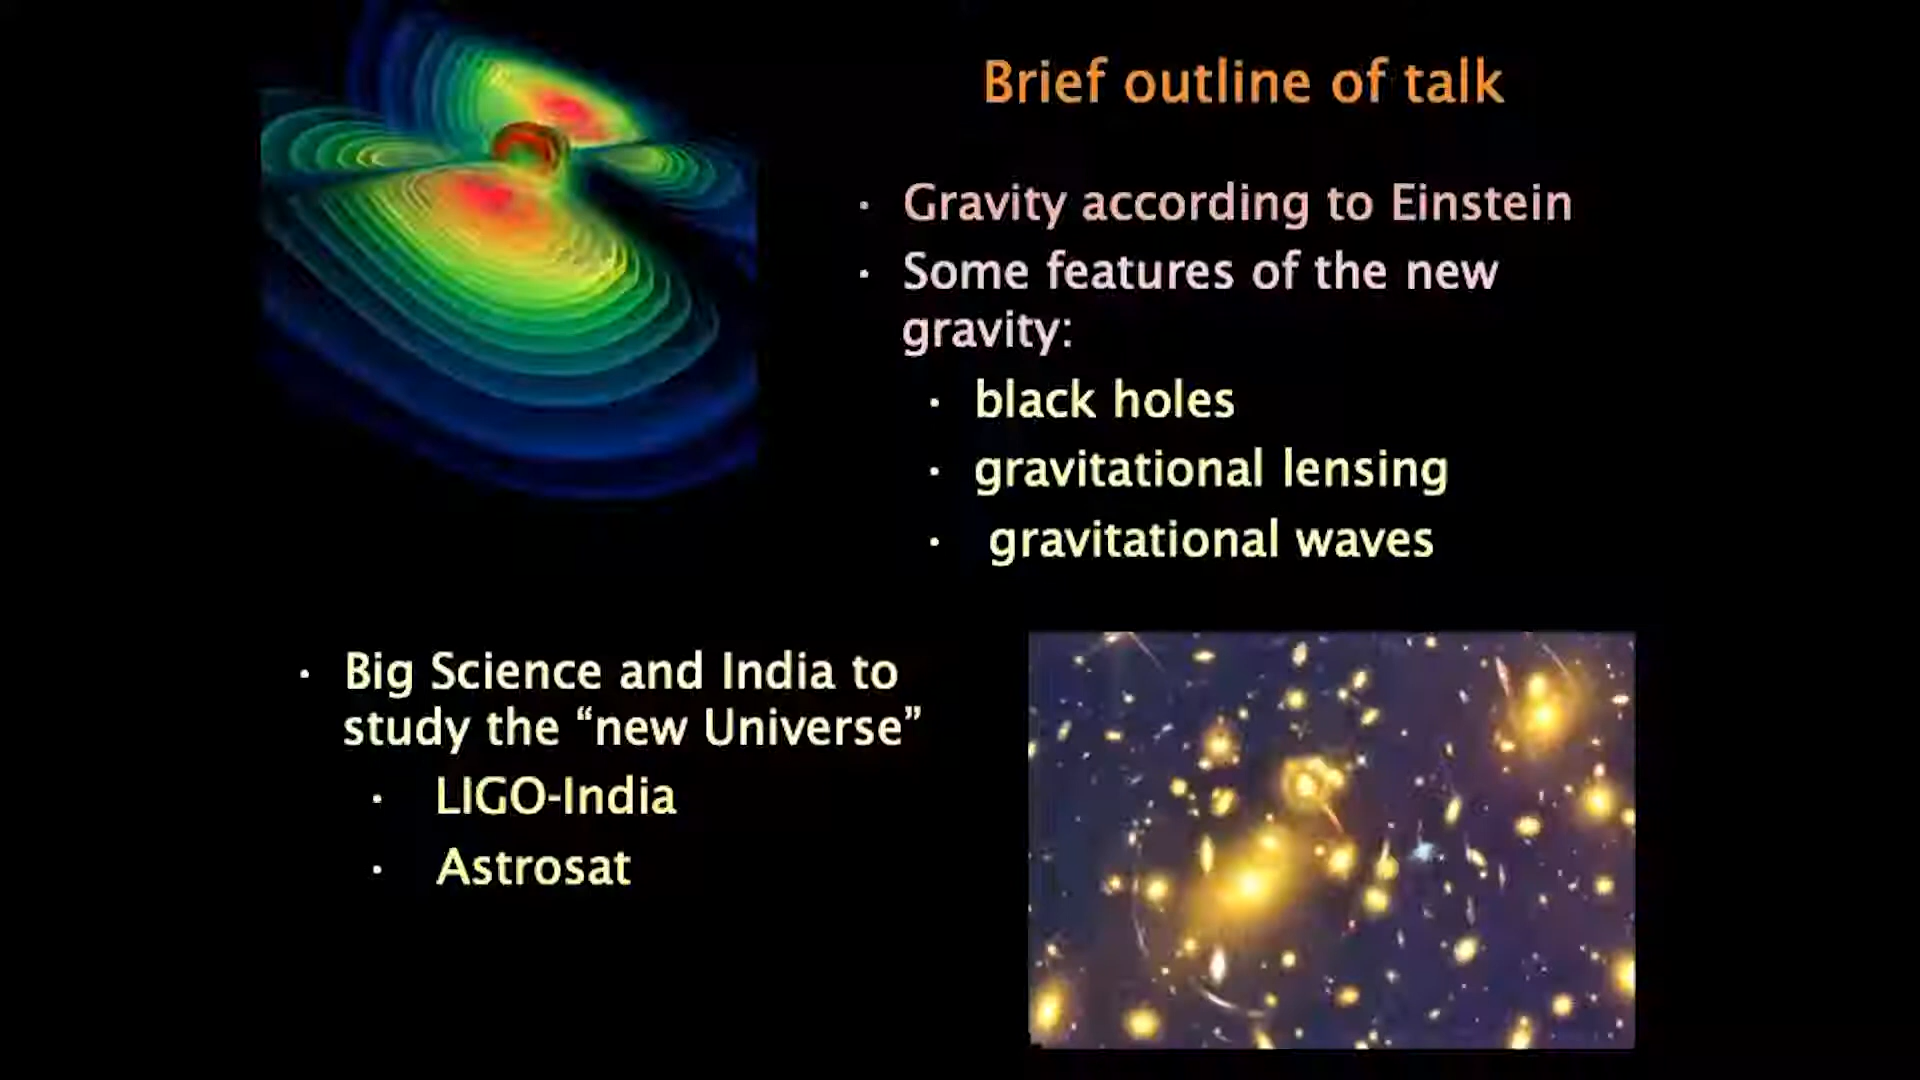 Brief outline of talk
· Gravity according to Einstein
· Some features of the new
gravity:
· black holes
· gravitational lensing
· gravitational waves
· Big Science and India to
study the “new Universe”
· LIGO-India
· Astrosat